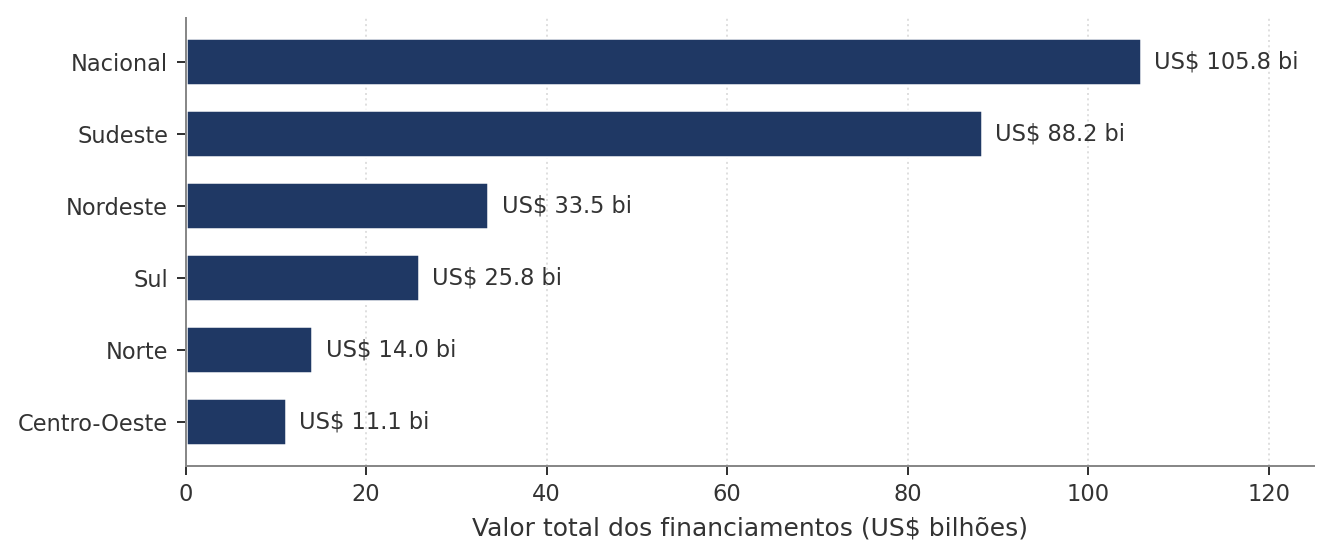 Nacional US$ 105.8 bi
Sudeste US$ 88.2 bi
Nordeste US$ 33.5 bi
Sul US$ 25.8 bi
Norte US$ 14.0 bi
Centro-Oeste US$ 11.1 bi
0 20 40 60 80 100 120
Valor total dos financiamentos (US$ bilhões)